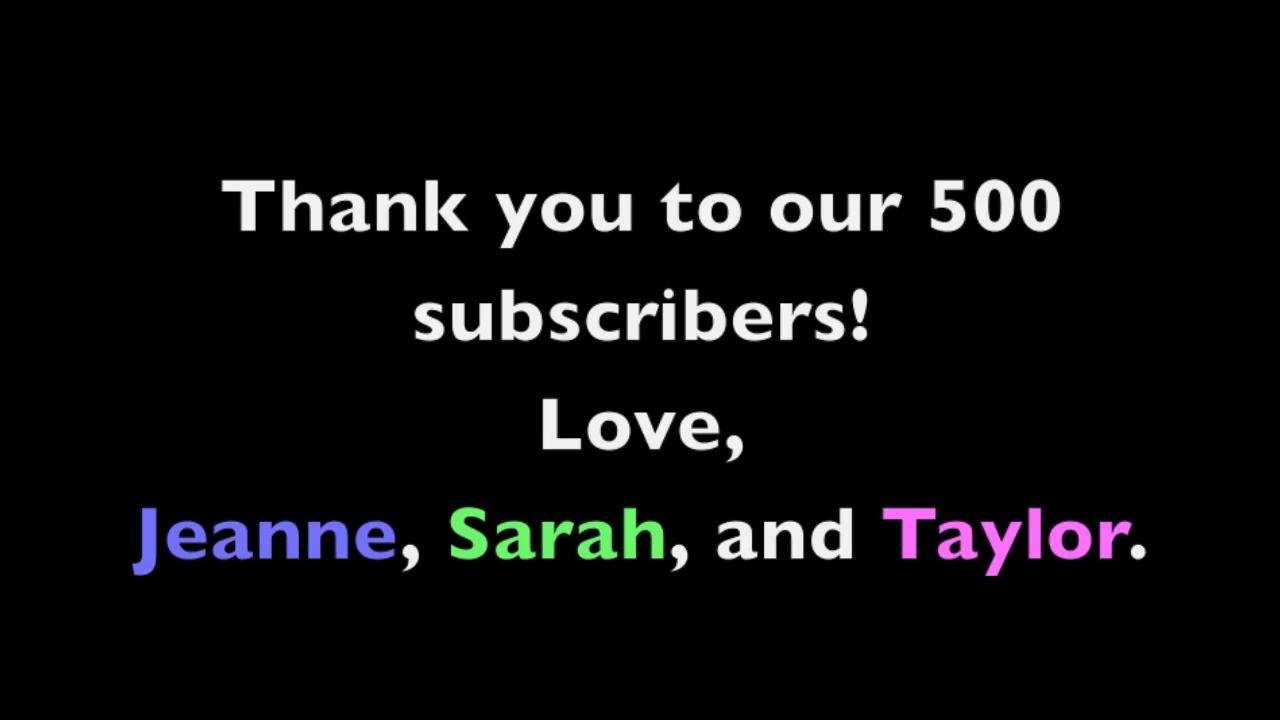 Thank you to our 500
subscribers!
Love,
Jeanne, Sarah, and Taylor.